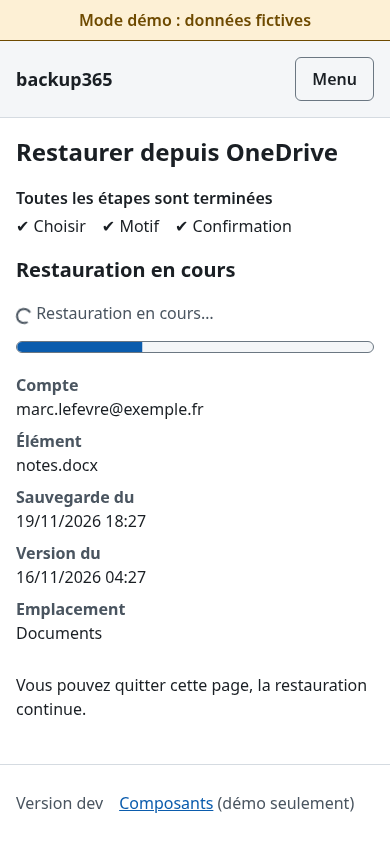 Mode démo : données fictives
backup365
Menu
Restaurer depuis OneDrive
Toutes les étapes sont terminées
✔ Choisir ✔ Motif ✔ Confirmation
Restauration en cours
Restauration en cours…
Compte
marc.lefevre@exemple.fr
Élément
notes.docx
Sauvegarde du
19/11/2026 18:27
Version du
16/11/2026 04:27
Emplacement
Documents
Vous pouvez quitter cette page, la restauration
continue.
Version dev Composants (démo seulement)